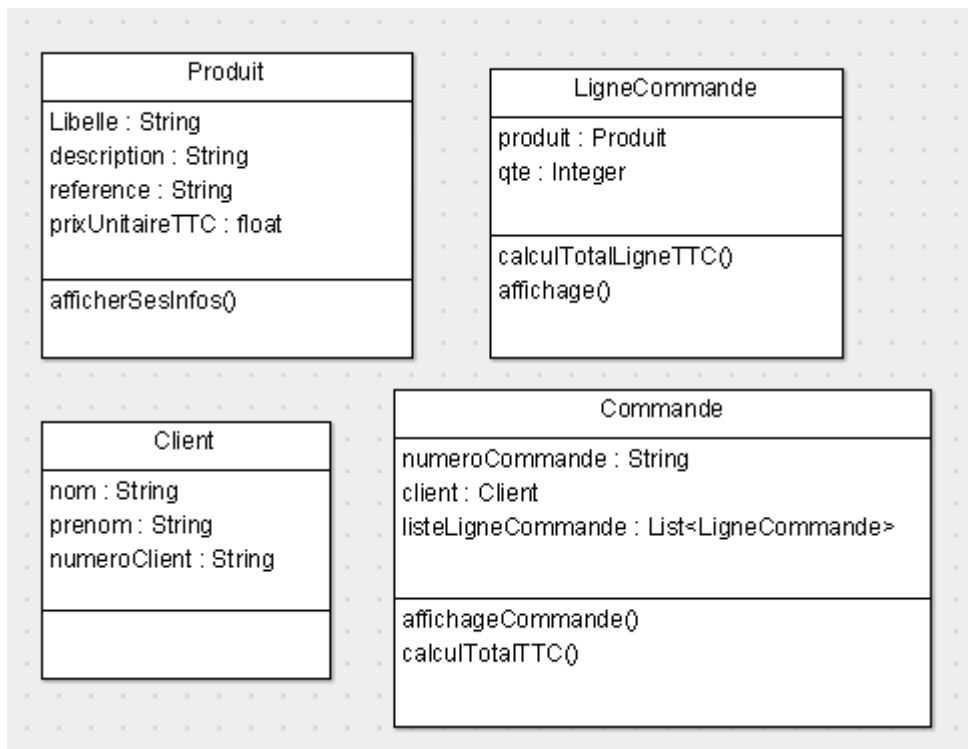 Produit
Libelle : String
description : String
reference : String
prixUnitaireTTC : float
afficherSesInfos()
LigneCommande
produit : Produit
qte : Integer
calculTotalLigneTTC()
affichage()
Client
nom : String
prenom : String
numeroClient : String
Commande
numeroCommande : String
client : Client
listeLigneCommande : List<LigneCommande>
affichageCommande()
calculTotalTTC()